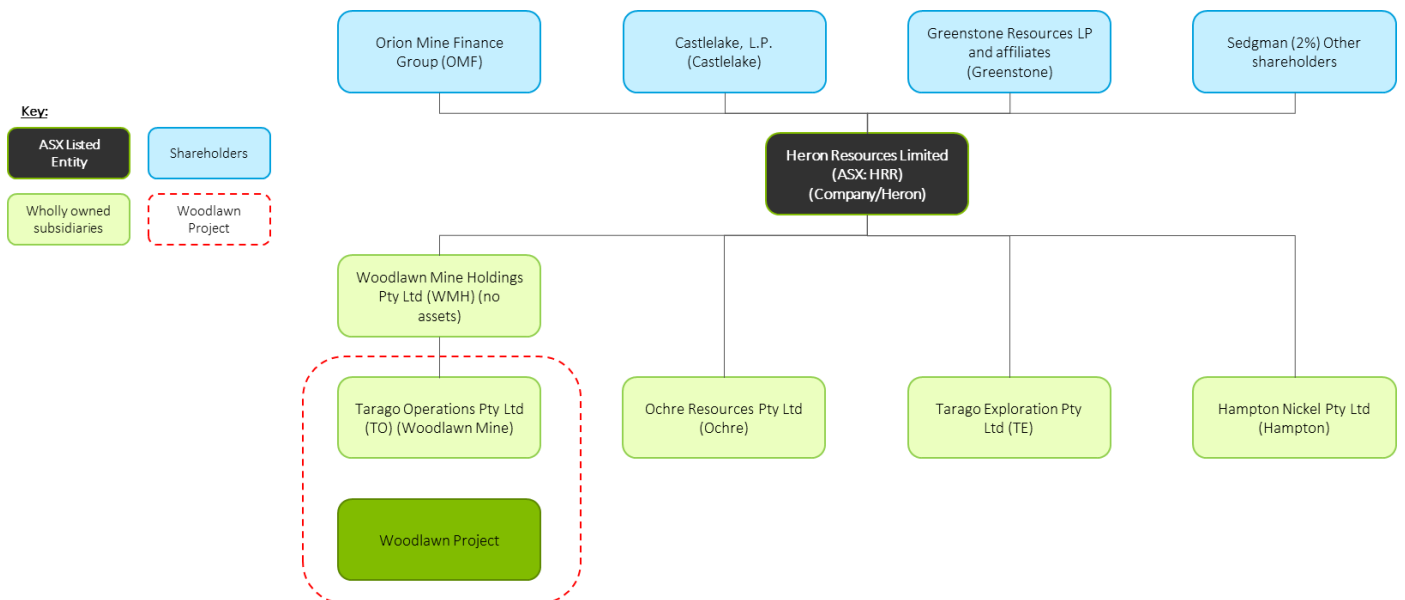 Orion Mine Finance
Group (OMF)
Castlelake, L.P.
(Castlelake)
Greenstone Resources LP
and affiliates
(Greenstone)
Sedgman (2%) Other
shareholders
Key:
ASX Listed
Entity
Shareholders
Wholly owned
subsidiaries
Woodlawn
Project
Heron Resources Limited
(ASX: HRR)
(Company/Heron)
Woodlawn Mine Holdings
Pty Ltd (WMH) (no
assets)
Tarago Operations Pty Ltd
(TO) (Woodlawn Mine)
Ochre Resources Pty Ltd
(Ochre)
Tarago Exploration Pty
Ltd (TE)
Hampton Nickel Pty Ltd
(Hampton)
Woodlawn Project